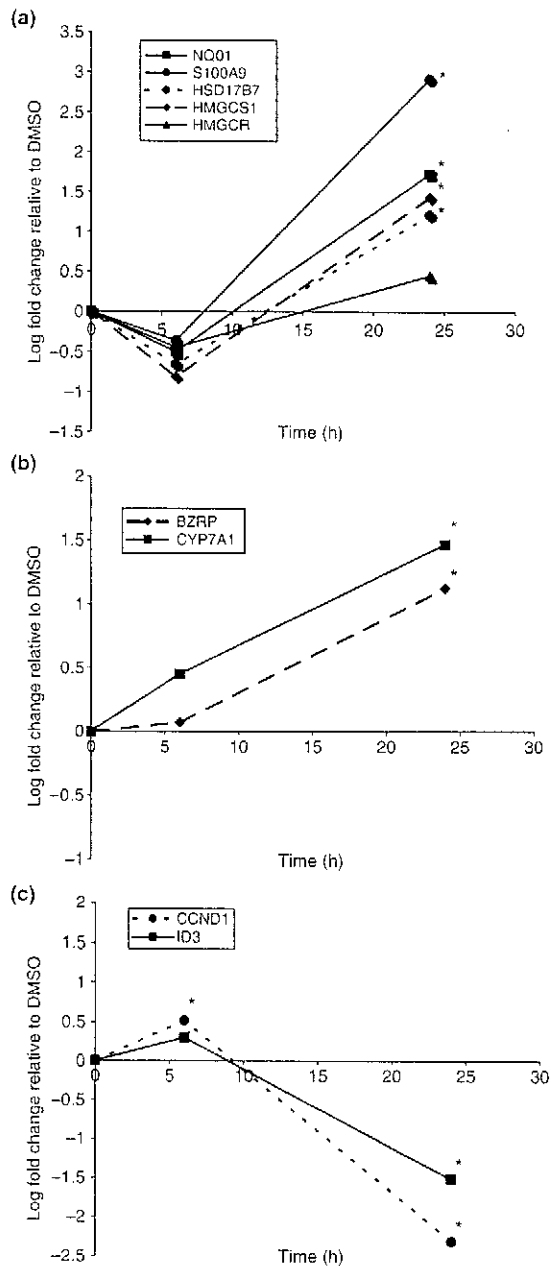 (a)
Log fold change relative to DMSO
3.5
3
2.5
2
1.5
1
0.5
0
−0.5
−1
−1.5
NQ01
S100A9
HSD17B7
HMGCS1
HMGCR
*
*
*
*
0 5 10 15 20 25 30
Time (h)
(b)
Log fold change relative to DMSO
2
1.5
1
0.5
0
−0.5
−1
BZRP
CYP7A1
*
*
0 5 10 15 20 25 30
Time (h)
(c)
Log fold change relative to DMSO
2
1.5
1
0.5
0
−0.5
−1
−1.5
−2
−2.5
CCND1
ID3
*
*
*
0 5 10 15 20 25 30
Time (h)